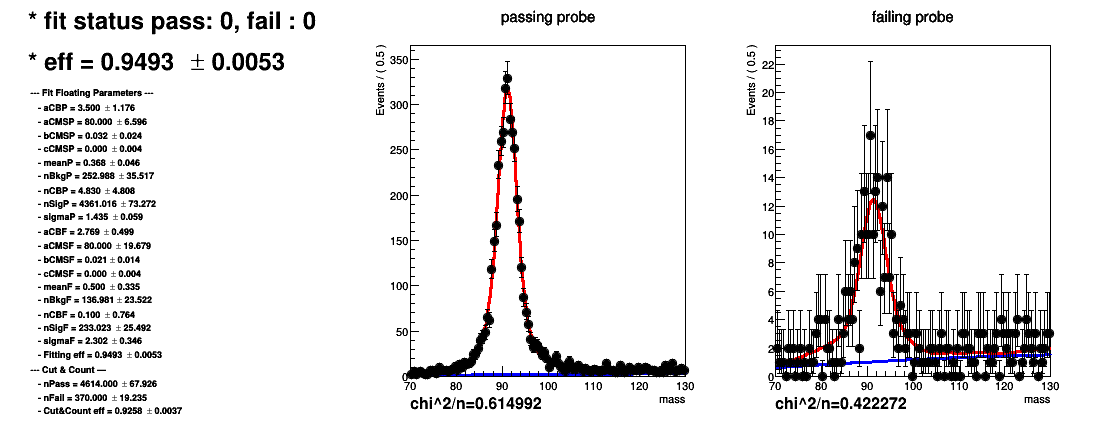 * fit status pass: 0, fail : 0
* eff = 0.9493 ± 0.0053
--- Fit Floating Parameters ---
- aCBP = 3.500 ± 1.176
- aCMSP = 80.000 ± 6.596
- bCMSP = 0.032 ± 0.024
- cCMSP = 0.000 ± 0.004
- meanP = 0.368 ± 0.046
- nBkgP = 252.988 ± 35.517
- nCBP = 4.830 ± 4.808
- nSigP = 4361.016 ± 73.272
- sigmaP = 1.435 ± 0.059
- aCBF = 2.769 ± 0.499
- aCMSF = 80.000 ± 19.679
- bCMSF = 0.021 ± 0.014
- cCMSF = 0.000 ± 0.004
- meanF = 0.500 ± 0.335
- nBkgF = 136.981 ± 23.522
- nCBF = 0.100 ± 0.764
- nSigF = 233.023 ± 25.492
- sigmaF = 2.302 ± 0.346
- Fitting eff = 0.9493 ± 0.0053
--- Cut & Count ---
- nPass = 4614.000 ± 67.926
- nFail = 370.000 ± 19.235
- Cut&Count eff = 0.9258 ± 0.0037
passing probe
Events / ( 0.5 )
350
300
250
200
150
100
50
0
70 80 90 100 110 120 130
mass
chi^2/n=0.614992
failing probe
Events / ( 0.5 )
22
20
18
16
14
12
10
8
6
4
2
0
70 80 90 100 110 120 130
mass
chi^2/n=0.422272